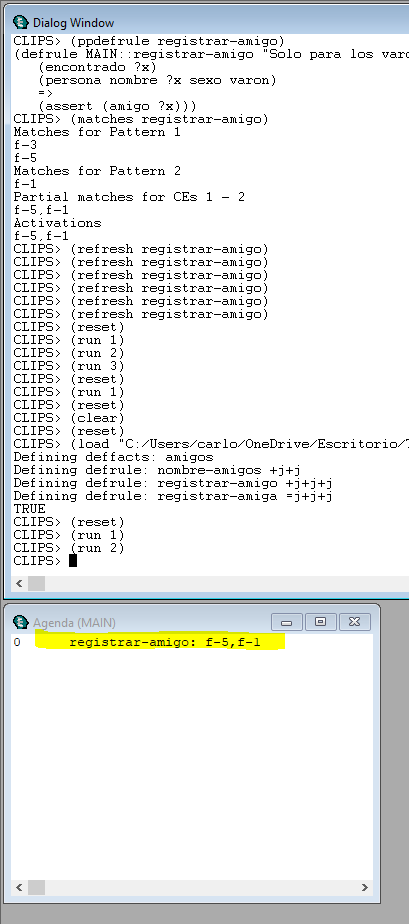 Dialog Window
CLIPS> (ppdefrule registrar-amigo)
(defrule MAIN::registrar-amigo "Solo para los varo
   (encontrado ?x)
   (persona nombre ?x sexo varon)
   =>
   (assert (amigo ?x)))
CLIPS> (matches registrar-amigo)
Matches for Pattern 1
f-3
f-5
Matches for Pattern 2
f-1
Partial matches for CEs 1 - 2
f-5,f-1
Activations
f-5,f-1
CLIPS> (refresh registrar-amigo)
CLIPS> (refresh registrar-amigo)
CLIPS> (refresh registrar-amigo)
CLIPS> (refresh registrar-amigo)
CLIPS> (refresh registrar-amigo)
CLIPS> (refresh registrar-amigo)
CLIPS> (reset)
CLIPS> (run 1)
CLIPS> (run 2)
CLIPS> (run 3)
CLIPS> (reset)
CLIPS> (run 1)
CLIPS> (reset)
CLIPS> (clear)
CLIPS> (reset)
CLIPS> (load "C:/Users/carlo/OneDrive/Escritorio/T
Defining deffacts: amigos
Defining defrule: nombre-amigos +j+j
Defining defrule: registrar-amigo +j+j+j
Defining defrule: registrar-amiga =j+j+j
TRUE
CLIPS> (reset)
CLIPS> (run 1)
CLIPS> (run 2)
CLIPS>
Agenda (MAIN)
0      registrar-amigo: f-5,f-1